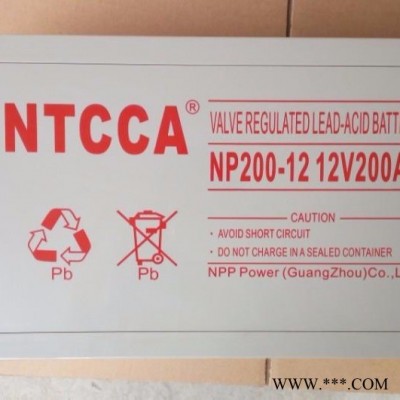 NTCCA®
VALVE REGULATED LEAD-ACID BATT
NP200-12 12V200A
CAUTION
• AVOID SHORT CIRCUIT
• DO NOT CHARGE IN A SEALED CONTAINER
NPP Power (GuangZhou)Co.,L
Pb
Pb
WWW.***.COM